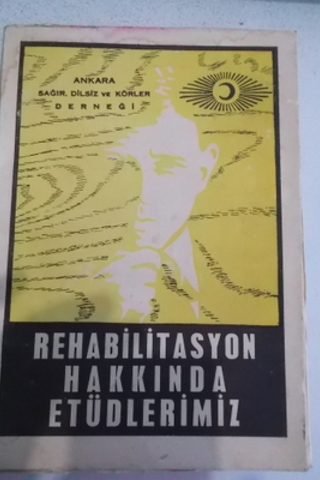 ANKARA
SAĞIR, DİLSİZ ve KÖRLER
DERNEĞİ
REHABİLİTASYON
HAKKINDA
ETÜDLERİMİZ